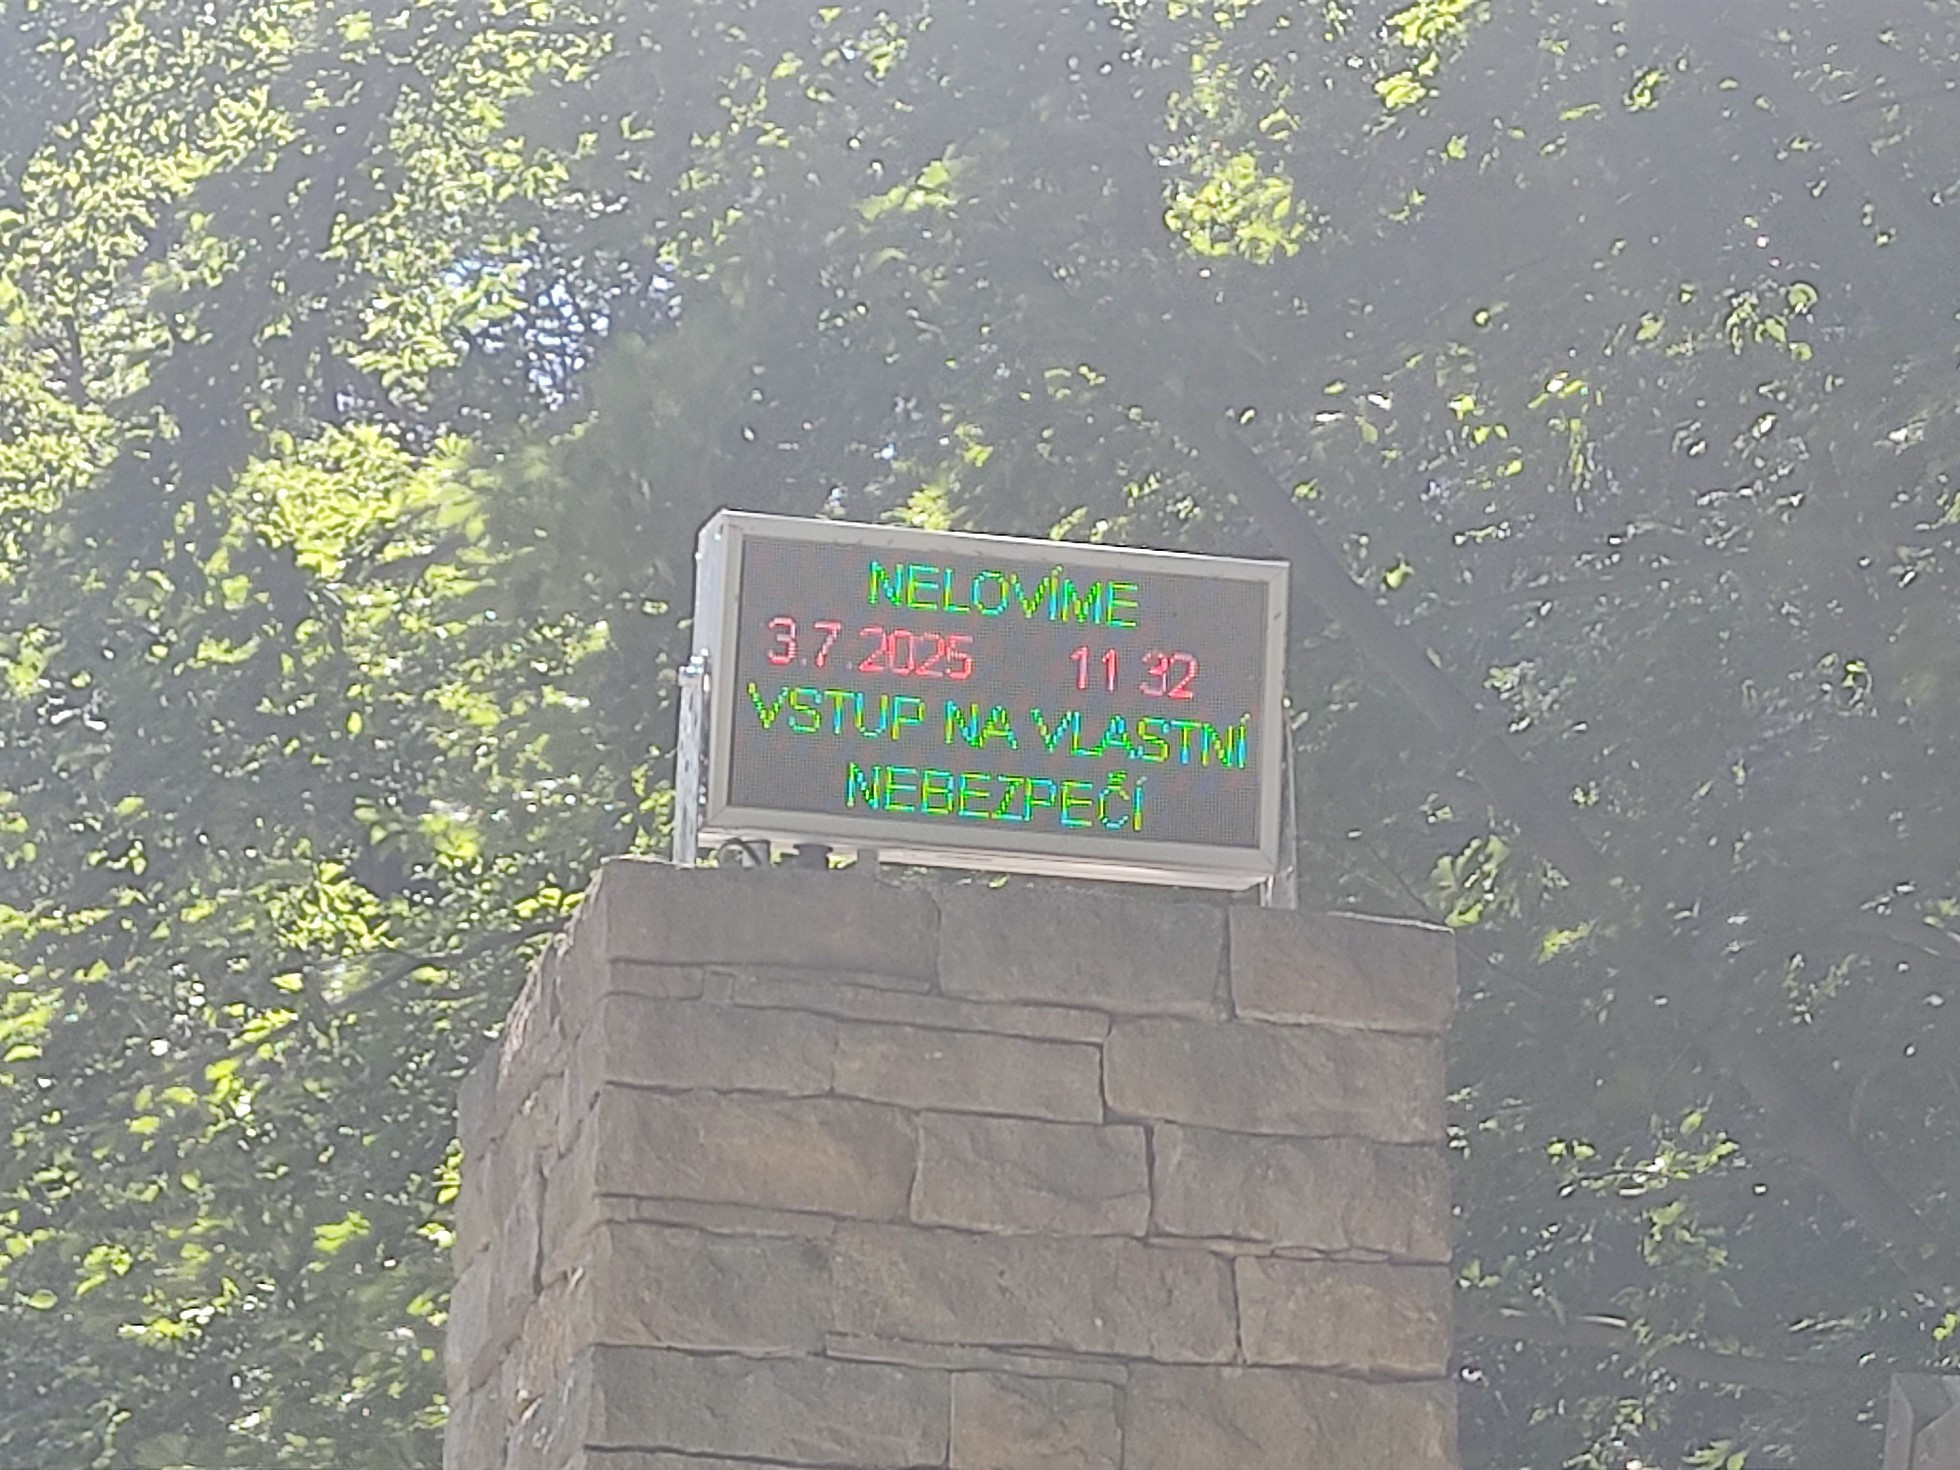 NELOVÍME
3.7.2025 11 32
VSTUP NA VLASTNÍ
NEBEZPEČÍ